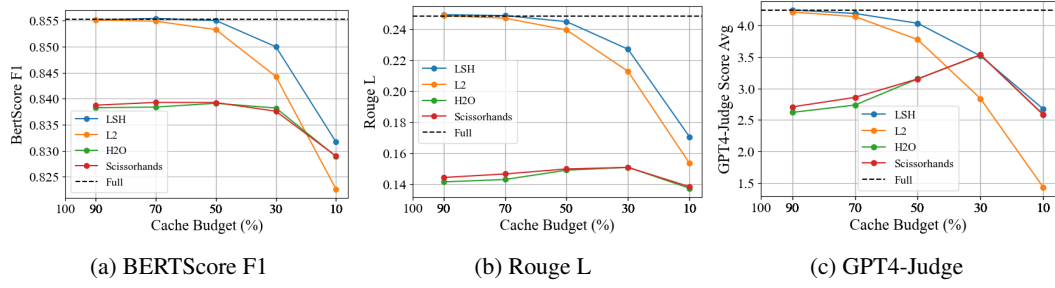 BertScore F1
0.855
0.850
0.845
0.840
0.835
0.830
0.825
LSH
L2
H2O
Scissorhands
Full
100 90 70 50 30 10
Cache Budget (%)
(a) BERTScore F1
Rouge L
0.24
0.22
0.20
0.18
0.16
0.14
LSH
L2
H2O
Scissorhands
Full
100 90 70 50 30 10
Cache Budget (%)
(b) Rouge L
GPT4-Judge Score Avg
4.0
3.5
3.0
2.5
2.0
1.5
LSH
L2
H2O
Scissorhands
Full
100 90 70 50 30 10
Cache Budget (%)
(c) GPT4-Judge